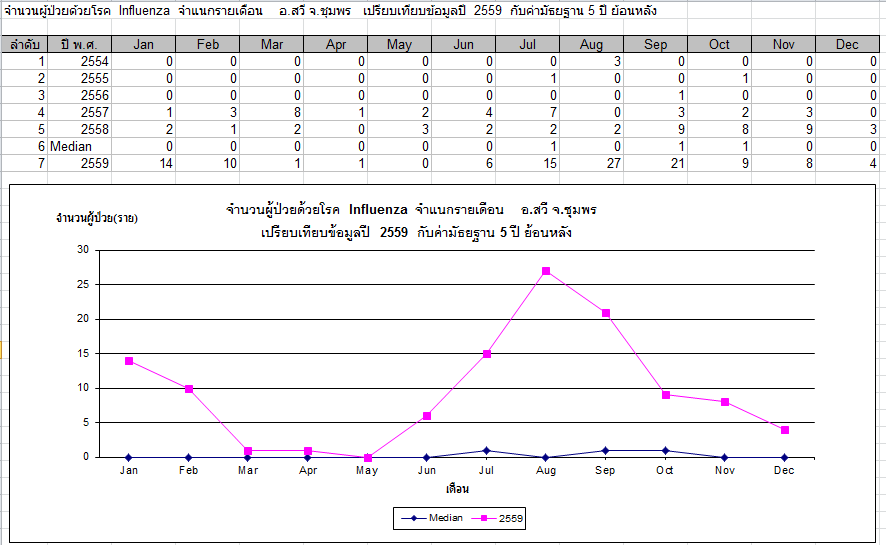 จำนวนผู้ป่วยด้วยโรค Influenza จำแนกรายเดือน อ.สวี จ.ชุมพร เปรียบเทียบข้อมูลปี 2559 กับค่ามัธยฐาน 5 ปี ย้อนหลัง
ลำดับ ปี พ.ศ. Jan Feb Mar Apr May Jun Jul Aug Sep Oct Nov Dec
1 2554 0 0 0 0 0 0 0 3 0 0 0 0
2 2555 0 0 0 0 0 0 1 0 0 1 0 0
3 2556 0 0 0 0 0 0 0 0 1 0 0 0
4 2557 1 3 8 1 2 4 7 0 3 2 3 0
5 2558 2 1 2 0 3 2 2 2 9 8 9 3
6 Median 0 0 0 0 0 0 1 0 1 1 0 0
7 2559 14 10 1 1 0 6 15 27 21 9 8 4
จำนวนผู้ป่วยด้วยโรค Influenza จำแนกรายเดือน อ.สวี จ.ชุมพร
เปรียบเทียบข้อมูลปี 2559 กับค่ามัธยฐาน 5 ปี ย้อนหลัง
จำนวนผู้ป่วย(ราย)
30
25
20
15
10
5
0
Jan Feb Mar Apr May Jun Jul Aug Sep Oct Nov Dec
เดือน
Median 2559